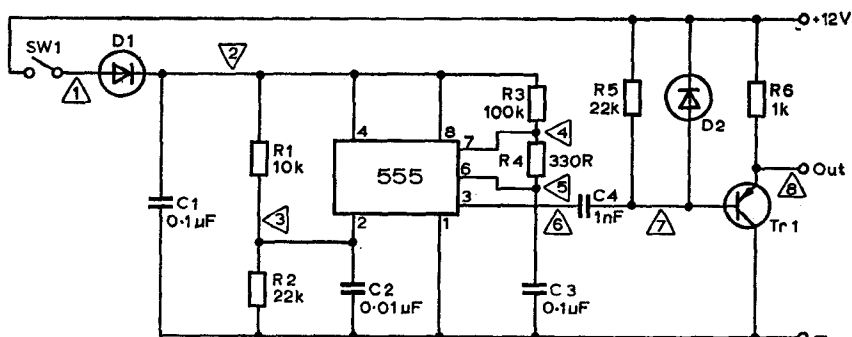 +12V
SW1
D1
1
2
R5
22k
D2
R6
1k
R3
100k
4
8
7
4
R1
10k
555
R4
330R
6
5
Out
8
C1
0.1µF
3
2
1
3
6
C4
1nF
7
Tr1
R2
22k
C2
0.01µF
C3
0.1µF